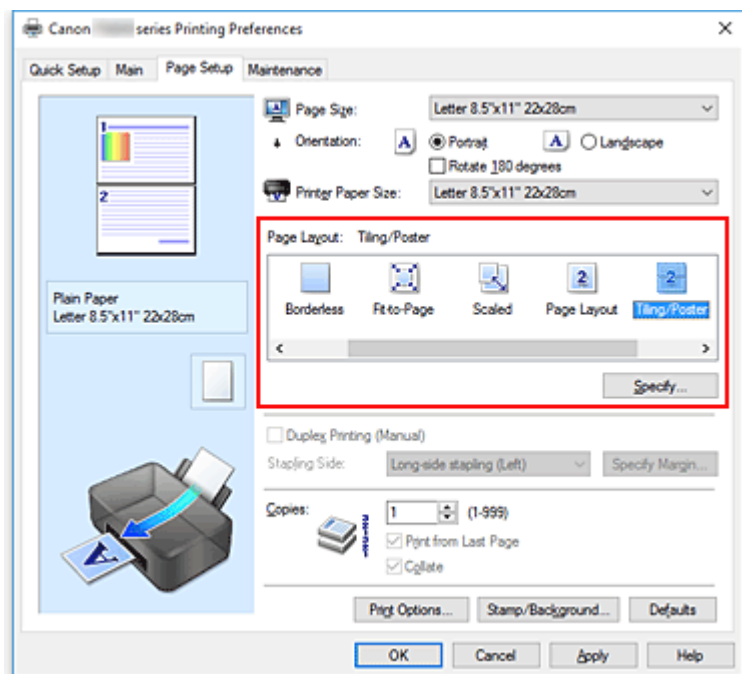 Canon series Printing Preferences
Quick Setup Main Page Setup Maintenance
Page Size: Letter 8.5"x11" 22x28cm
Orientation: A Portrait A Landscape
Rotate 180 degrees
Printer Paper Size: Letter 8.5"x11" 22x28cm
1
2
Page Layout: Tiling/Poster
2 2
Borderless Fit-to-Page Scaled Page Layout Tiling/Poster
Plain Paper
Letter 8.5"x11" 22x28cm
Specify...
Duplex Printing (Manual)
Stapling Side: Long-side stapling (Left) Specify Margin...
Copies: 1 (1-999)
Print from Last Page
Collate
A
Print Options... Stamp/Background... Defaults
OK Cancel Apply Help